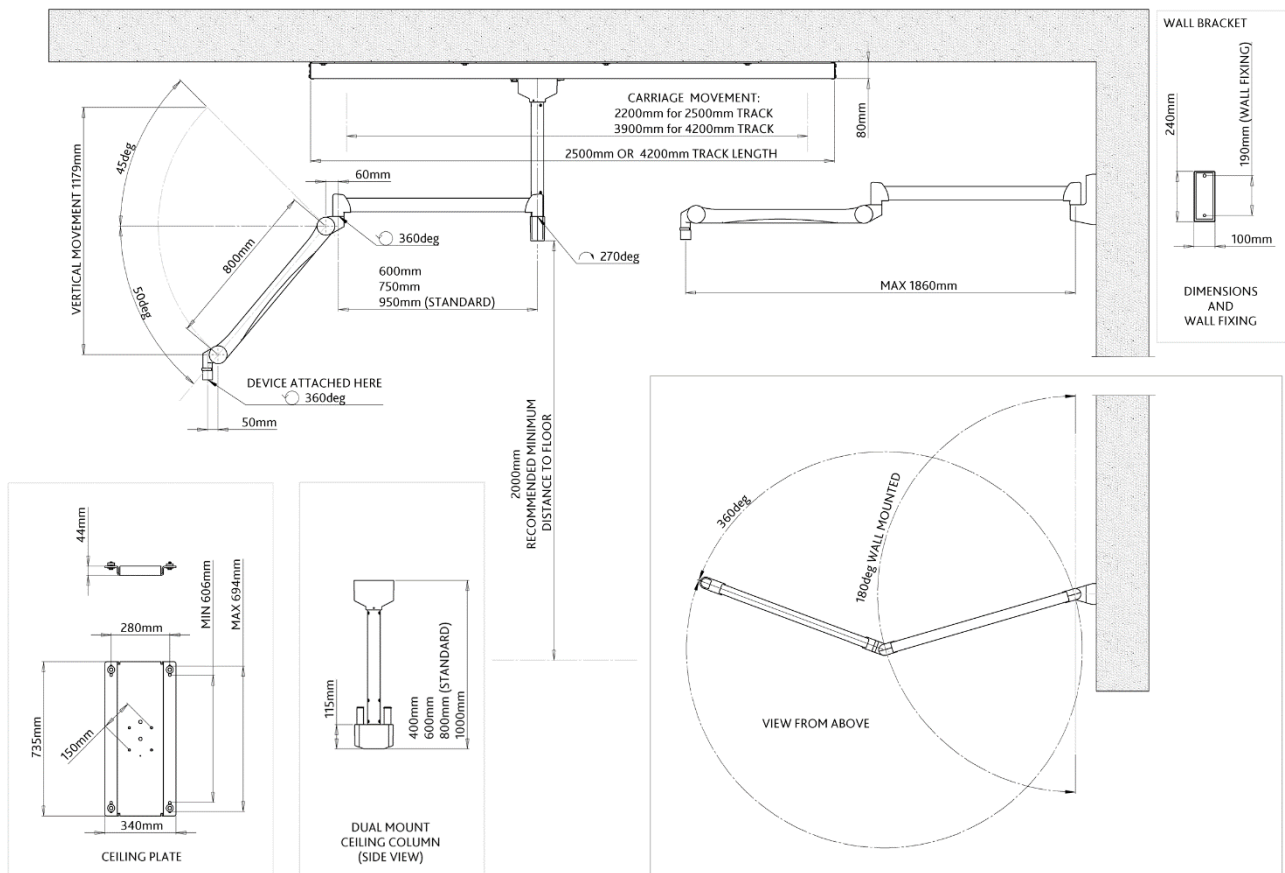 WALL BRACKET
240mm
190mm (WALL FIXING)
100mm
DIMENSIONS
AND
WALL FIXING
CARRIAGE MOVEMENT:
2200mm for 2500mm TRACK
3900mm for 4200mm TRACK
80mm
2500mm OR 4200mm TRACK LENGTH
45deg
VERTICAL MOVEMENT 1179mm
50deg
60mm
800mm
360deg
270deg
600mm
750mm
950mm (STANDARD)
MAX 1860mm
DEVICE ATTACHED HERE
360deg
50mm
2000mm
RECOMMENDED MINIMUM
DISTANCE TO FLOOR
44mm
MIN 606mm
MAX 694mm
280mm
735mm
150mm
340mm
CEILING PLATE
115mm
400mm
600mm
800mm (STANDARD)
1000mm
DUAL MOUNT
CEILING COLUMN
(SIDE VIEW)
360deg
180deg WALL MOUNTED
VIEW FROM ABOVE